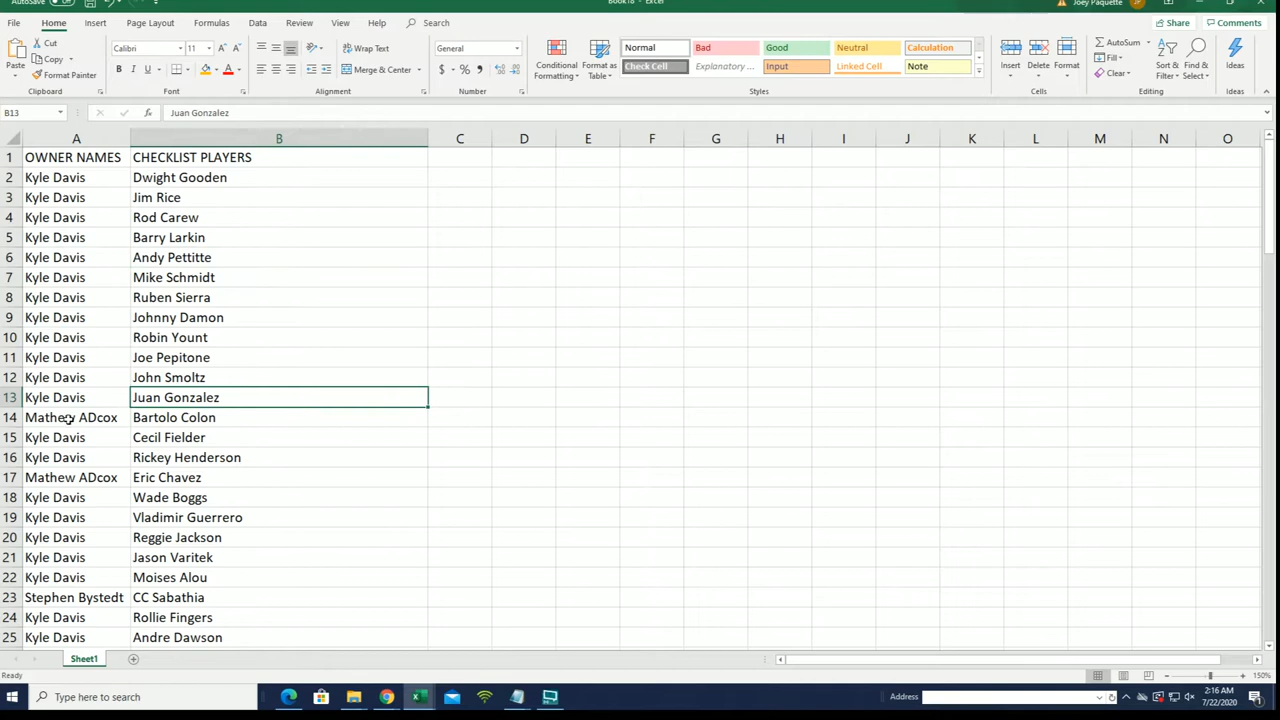 AutoSave Off Book18 - Excel Joey Paquette JP
File Home Insert Page Layout Formulas Data Review View Help Search Share Comments
Paste Cut Copy Format Painter Clipboard
Calibri 11 B I U A Font
Wrap Text Merge & Center Alignment
General $ % Number
Conditional Formatting Format as Table
Normal Bad Good Neutral Calculation
Check Cell Explanatory ... Input Linked Cell Note
Styles
Insert Delete Format Cells
AutoSum Fill Clear Sort & Filter Find & Select Editing
Ideas Ideas
B13 fx Juan Gonzalez
A B C D E F G H I J K L M N O
1 OWNER NAMES CHECKLIST PLAYERS
2 Kyle Davis Dwight Gooden
3 Kyle Davis Jim Rice
4 Kyle Davis Rod Carew
5 Kyle Davis Barry Larkin
6 Kyle Davis Andy Pettitte
7 Kyle Davis Mike Schmidt
8 Kyle Davis Ruben Sierra
9 Kyle Davis Johnny Damon
10 Kyle Davis Robin Yount
11 Kyle Davis Joe Pepitone
12 Kyle Davis John Smoltz
13 Kyle Davis Juan Gonzalez
14 Mathew ADcox Bartolo Colon
15 Kyle Davis Cecil Fielder
16 Kyle Davis Rickey Henderson
17 Mathew ADcox Eric Chavez
18 Kyle Davis Wade Boggs
19 Kyle Davis Vladimir Guerrero
20 Kyle Davis Reggie Jackson
21 Kyle Davis Jason Varitek
22 Kyle Davis Moises Alou
23 Stephen Bystedt CC Sabathia
24 Kyle Davis Rollie Fingers
25 Kyle Davis Andre Dawson
Sheet1
Ready 150%
Type here to search Address 2:16 AM
7/22/2020